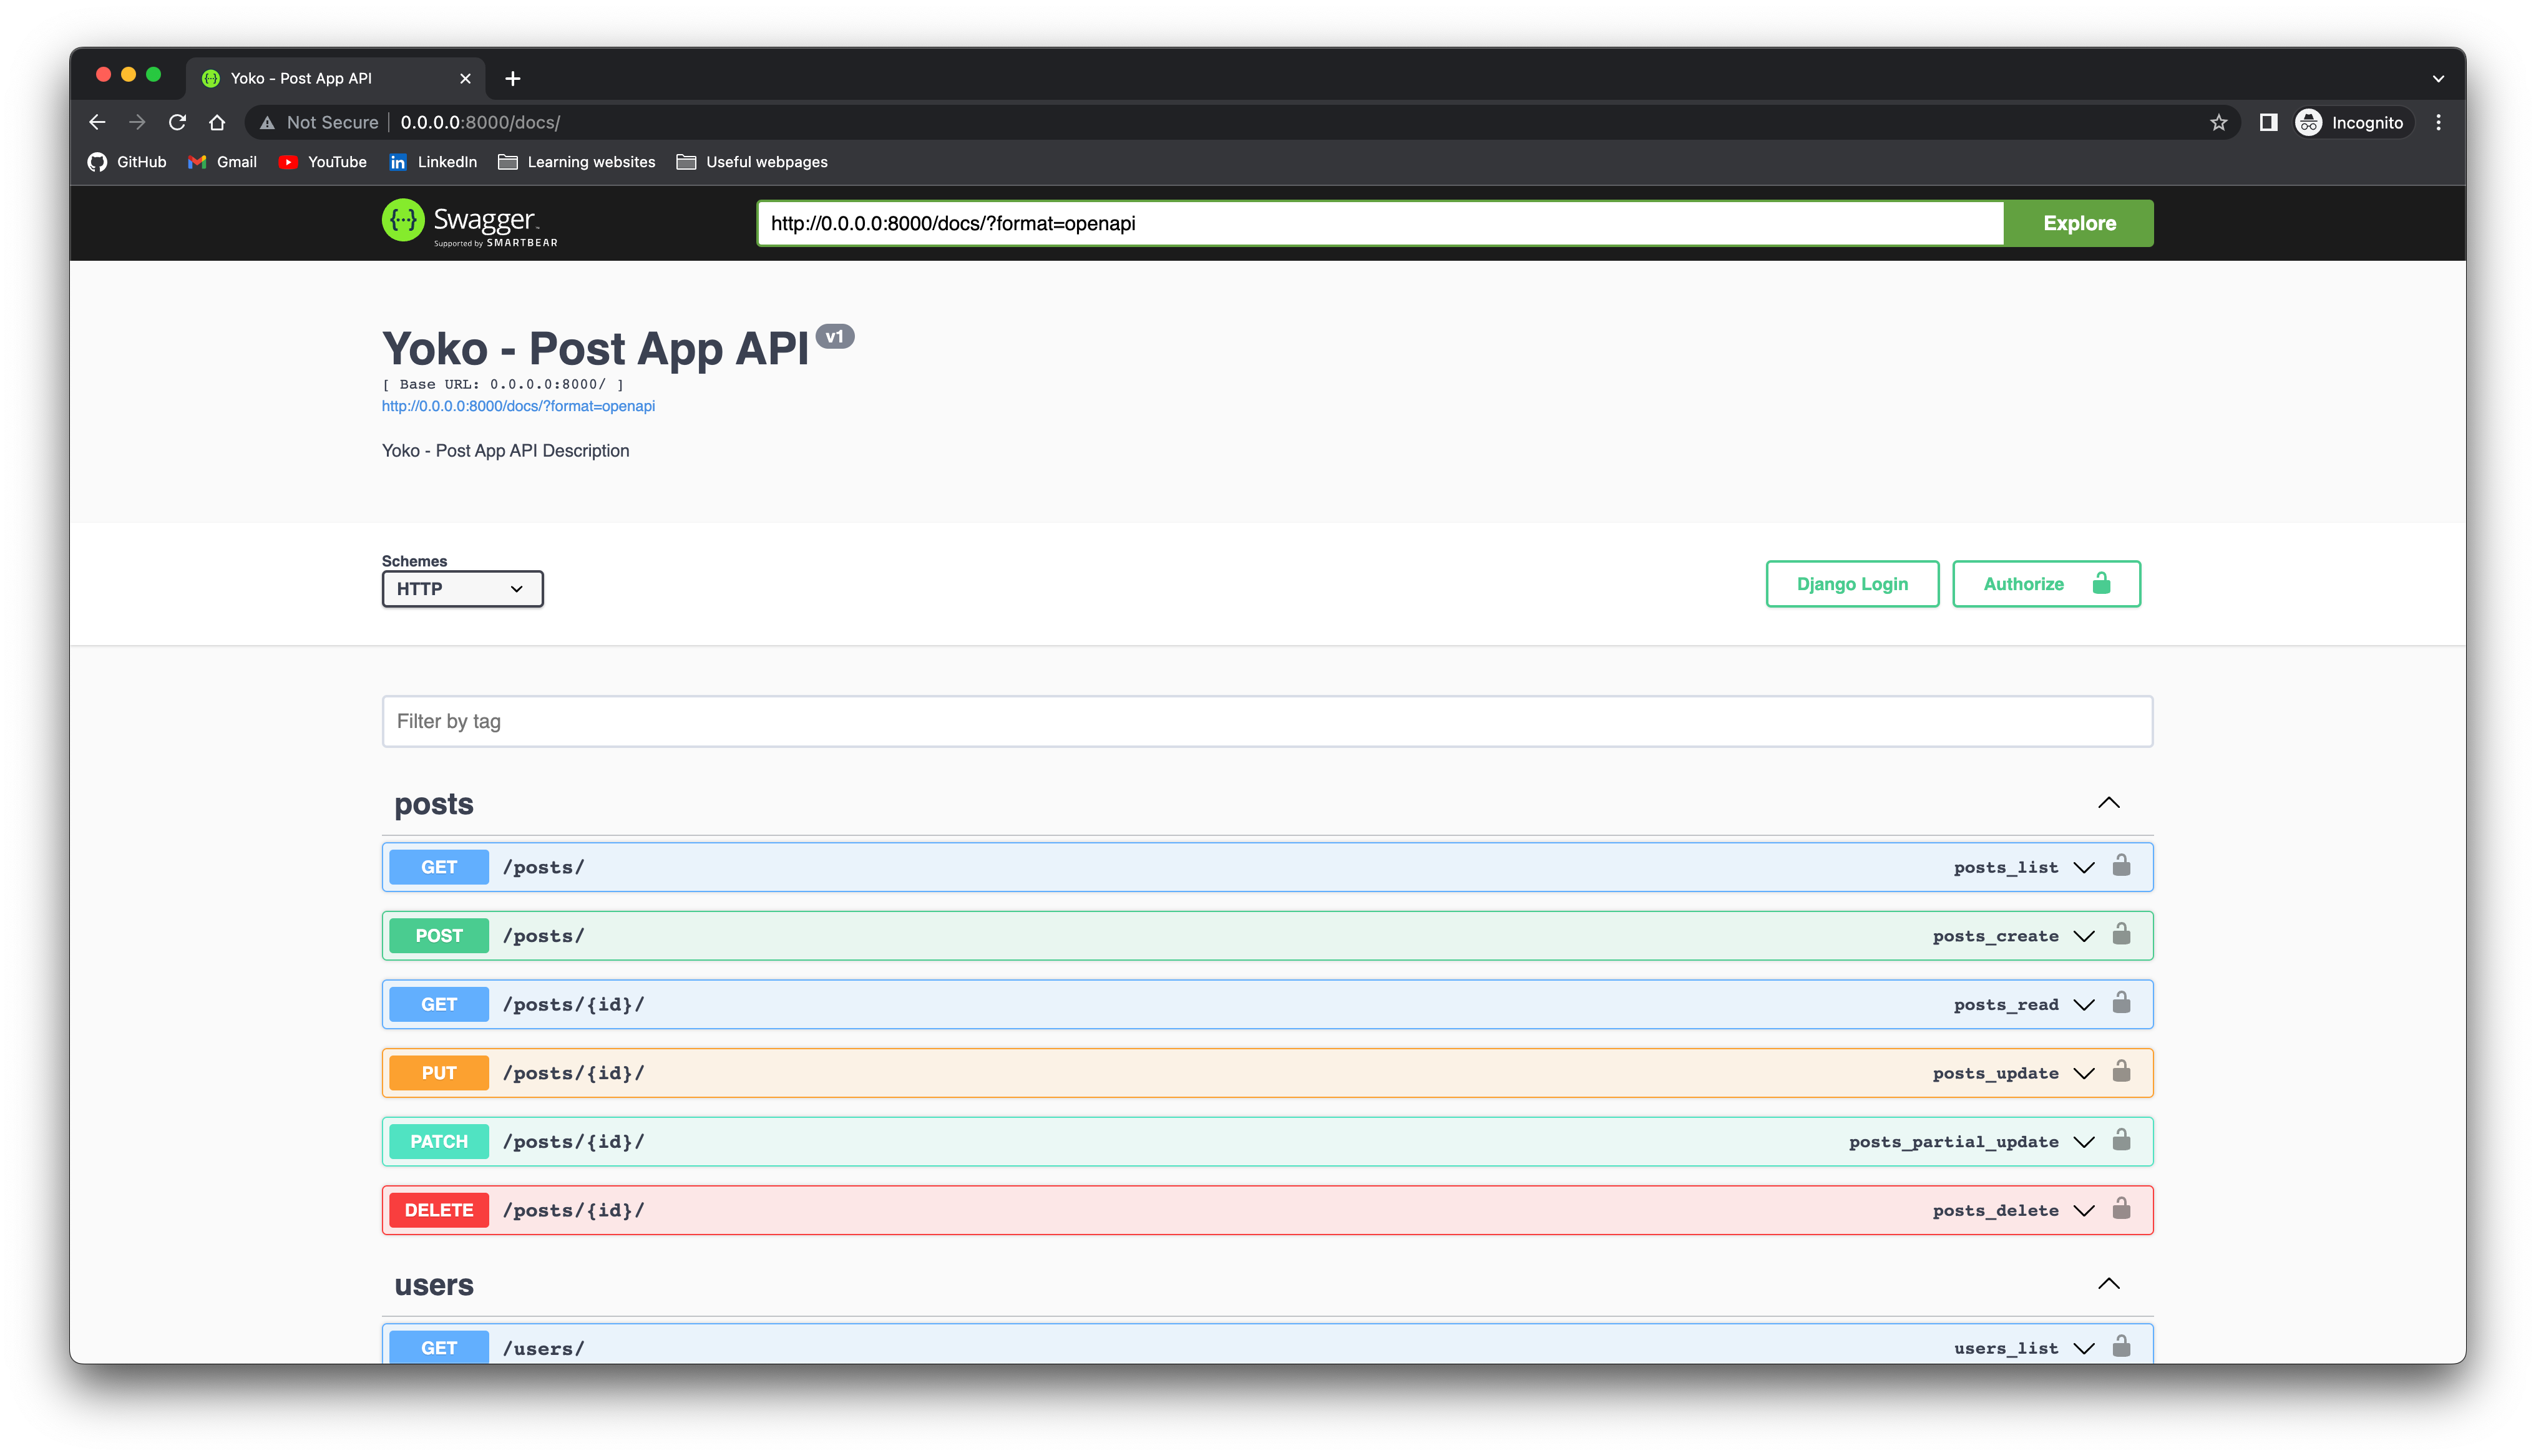 Yoko - Post App API
Not Secure
0.0.0.0:8000/docs/
Incognito
GitHub
Gmail
YouTube
LinkedIn
Learning websites
Useful webpages
Swagger
Supported by SMARTBEAR
http://0.0.0.0:8000/docs/?format=openapi
Explore
Yoko - Post App API v1
[ Base URL: 0.0.0.0:8000/ ]
http://0.0.0.0:8000/docs/?format=openapi
Yoko - Post App API Description
Schemes
HTTP
Django Login
Authorize
Filter by tag
posts
GET /posts/ posts_list
POST /posts/ posts_create
GET /posts/{id}/ posts_read
PUT /posts/{id}/ posts_update
PATCH /posts/{id}/ posts_partial_update
DELETE /posts/{id}/ posts_delete
users
GET /users/ users_list